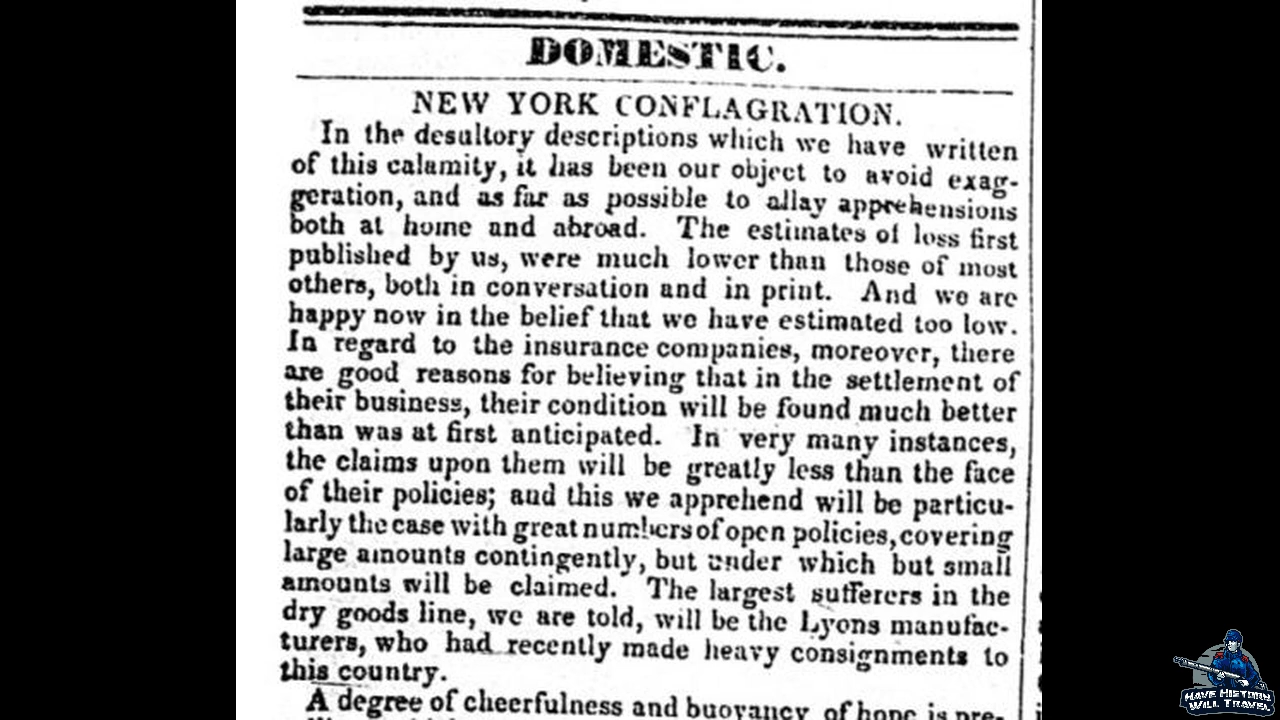 DOMESTIC.
NEW YORK CONFLAGRATION.
In the desultory descriptions which we have written
of this calamity, it has been our object to avoid exag-
geration, and as far as possible to allay apprehensions
both at home and abroad. The estimates of loss first
published by us, were much lower than those of most
others, both in conversation and in print. And we are
happy now in the belief that we have estimated too low.
In regard to the insurance companies, moreover, there
are good reasons for believing that in the settlement of
their business, their condition will be found much better
than was at first anticipated. In very many instances,
the claims upon them will be greatly less than the face
of their policies; and this we apprehend will be particu-
larly the case with great numbers of open policies, covering
large amounts contingently, but under which but small
amounts will be claimed. The largest sufferers in the
dry goods line, we are told, will be the Lyons manufac-
turers, who had recently made heavy consignments to
this country.
A degree of cheerfulness and buoyancy of hope is pre-
HAVE HISTORY
WILL TRAVEL